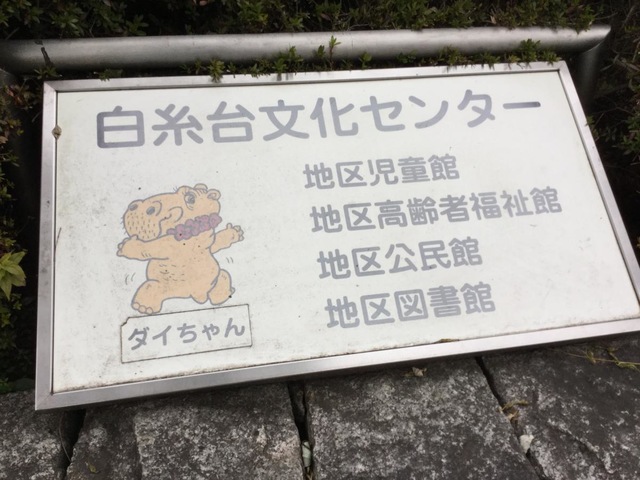 白糸台文化センター
地区児童館
地区高齢者福祉館
地区公民館
地区図書館
ダイちゃん